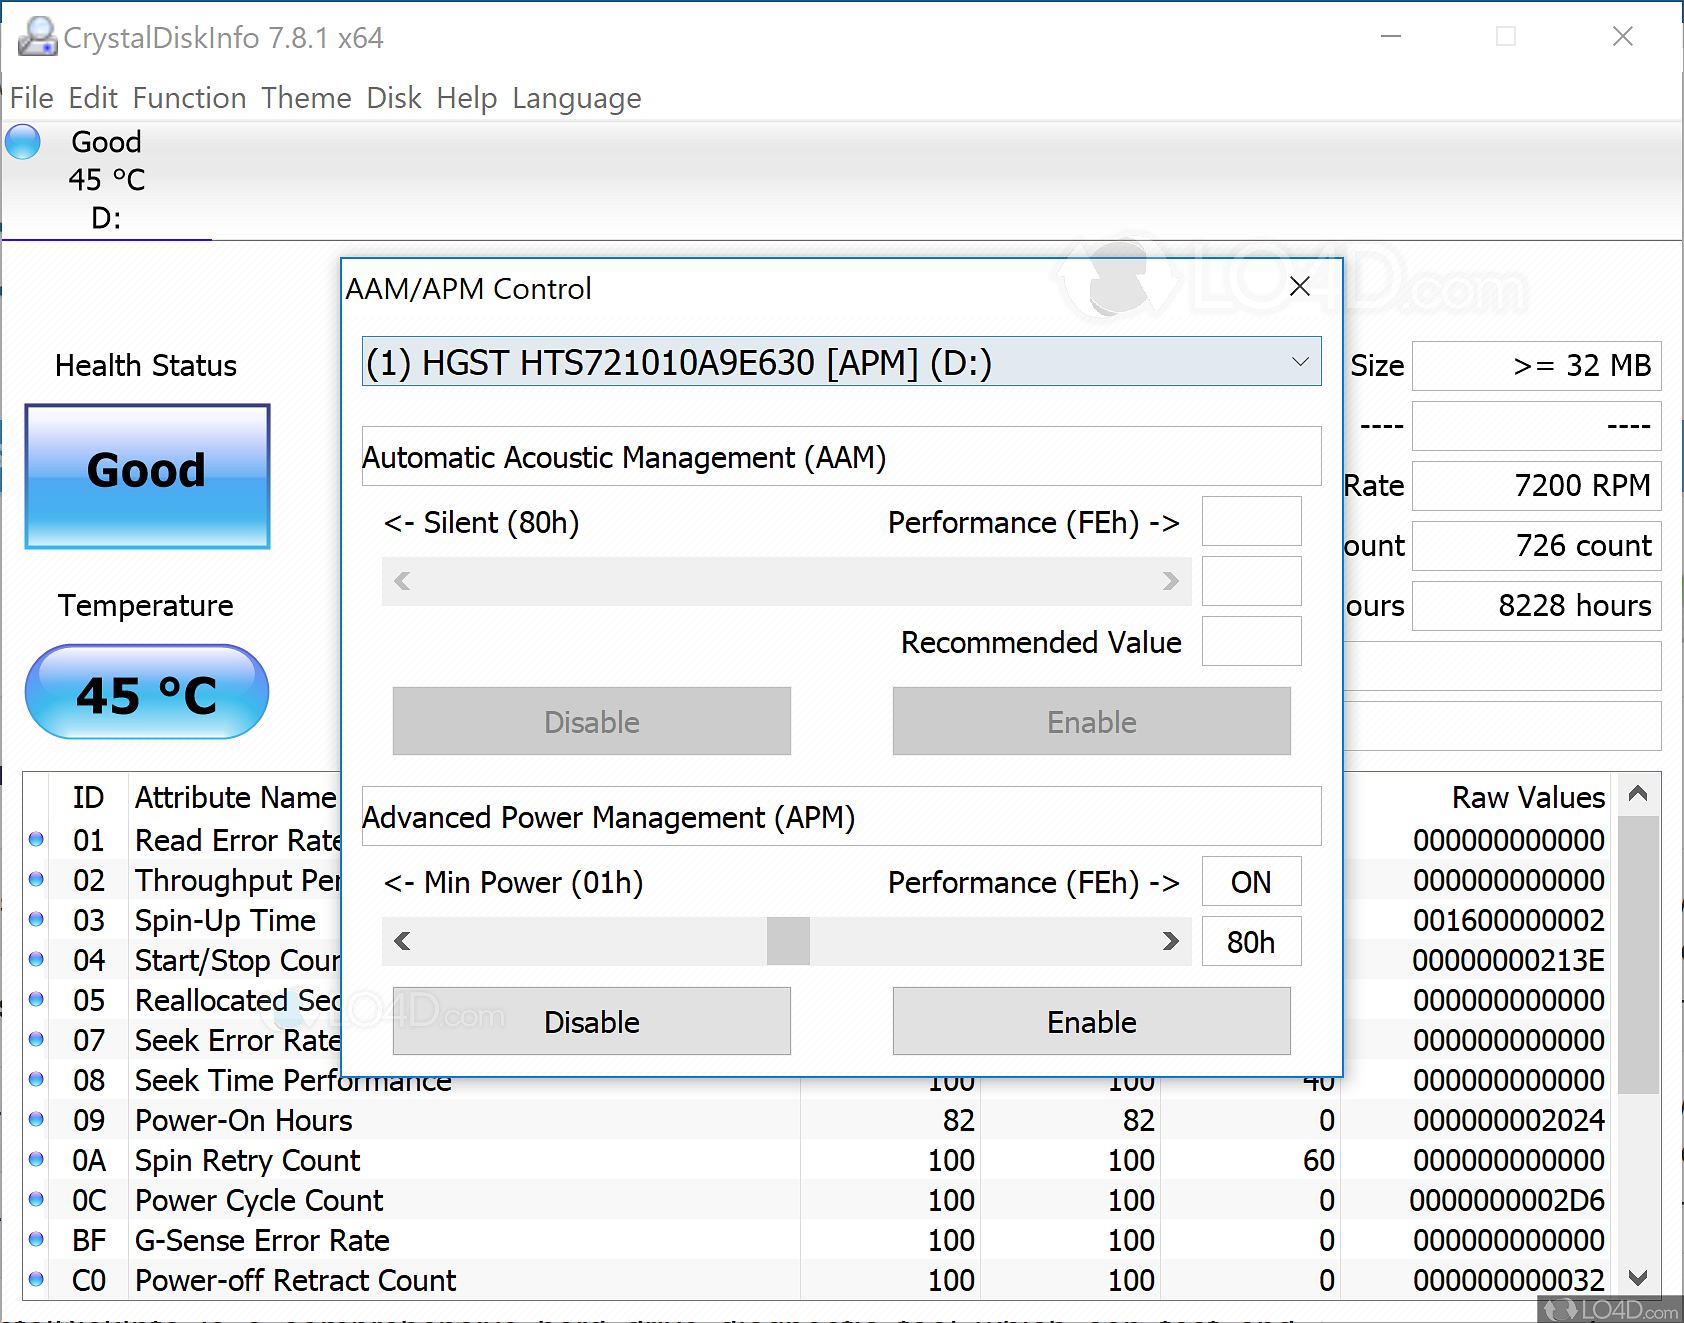 CrystalDiskInfo 7.8.1 x64
File Edit Function Theme Disk Help Language
Good
45 °C
D:
LO4D.com
AAM/APM Control
(1) HGST HTS721010A9E630 [APM] (D:)
Health Status
Good
Temperature
45 °C
Size >= 32 MB
---- ----
Rate 7200 RPM
ount 726 count
ours 8228 hours
Automatic Acoustic Management (AAM)
<- Silent (80h) Performance (FEh) ->
Recommended Value
Disable Enable
Advanced Power Management (APM)
<- Min Power (01h) Performance (FEh) -> ON
80h
Disable Enable
LO4D.com
ID Attribute Name Raw Values
01 Read Error Rate 000000000000
02 Throughput Per 000000000000
03 Spin-Up Time 001600000002
04 Start/Stop Coun 00000000213E
05 Reallocated Sec 000000000000
07 Seek Error Rate 000000000000
08 Seek Time Performance 100 100 40 000000000000
09 Power-On Hours 82 82 0 000000002024
0A Spin Retry Count 100 100 60 000000000000
0C Power Cycle Count 100 100 0 0000000002D6
BF G-Sense Error Rate 100 100 0 000000000000
C0 Power-off Retract Count 100 100 0 000000000032
LO4D.com